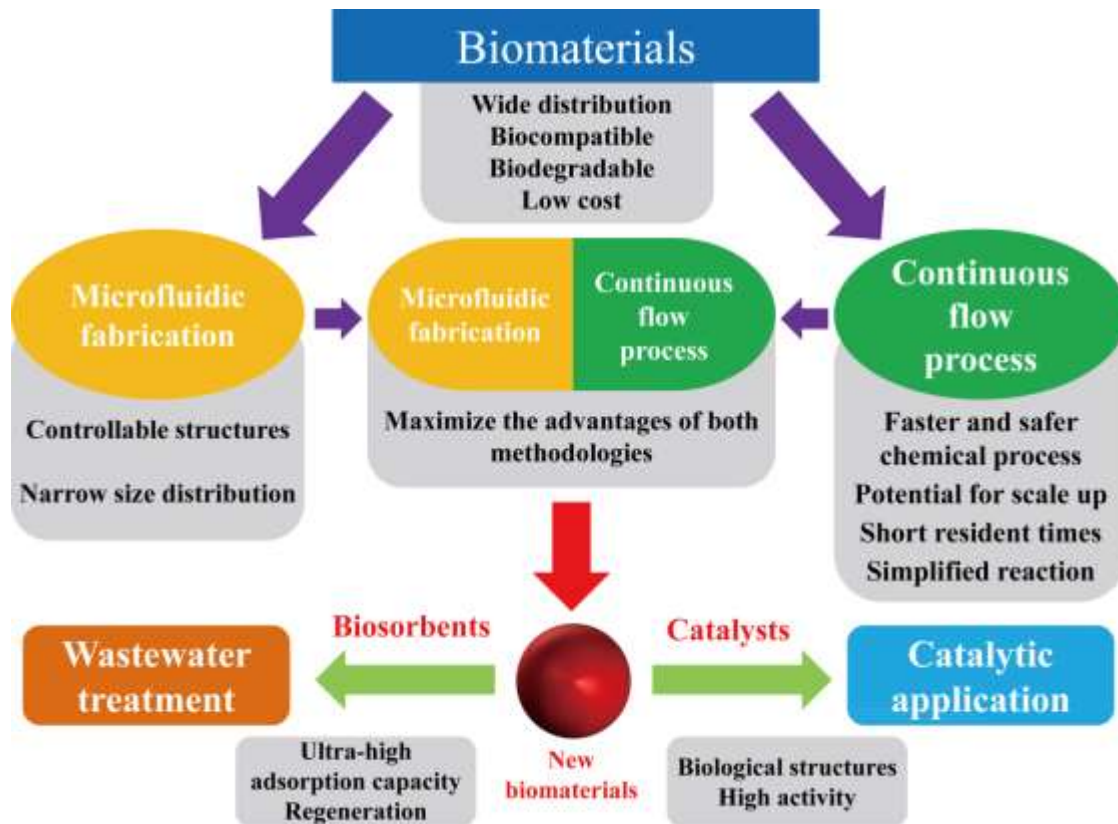 Biomaterials
Wide distribution
Biocompatible
Biodegradable
Low cost
Microfluidic
fabrication
Controllable structures
Narrow size distribution
Microfluidic
fabrication
Continuous
flow
process
Maximize the advantages of both
methodologies
Continuous
flow
process
Faster and safer
chemical process
Potential for scale up
Short resident times
Simplified reaction
Biosorbents
Catalysts
Wastewater
treatment
Catalytic
application
New
biomaterials
Ultra-high
adsorption capacity
Regeneration
Biological structures
High activity